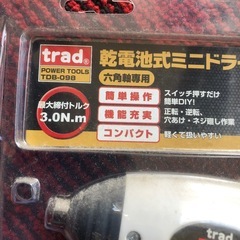 trad®
POWER TOOLS
TDB-098
乾電池式ミニドラ
六角軸専用
最大締付トルク
3.0N.m
簡単操作
スイッチ押すだけ
簡単DIY!
機能充実
正転・逆転、
穴あけ・ネジ廻し作業
コンパクト
軽くて扱いやすい